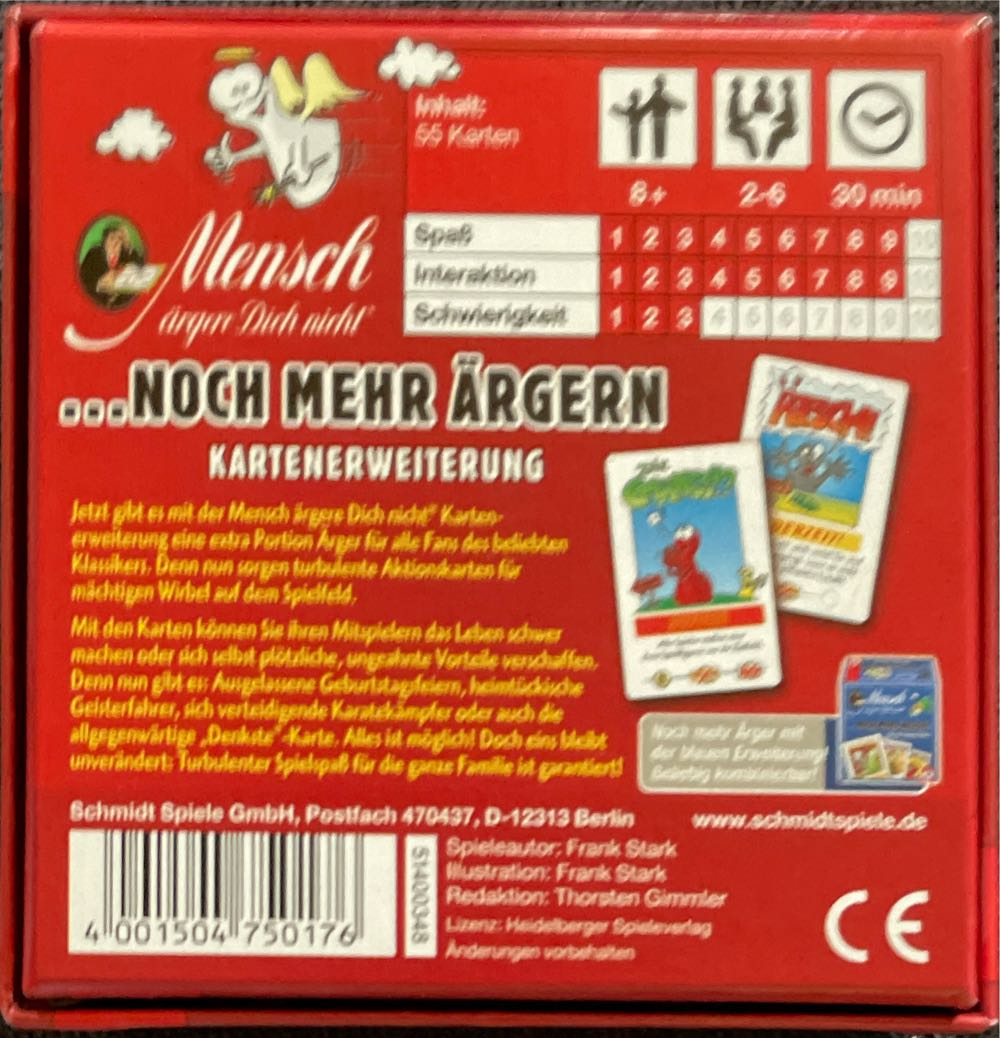 Inhalt:
55 Karten
8+
2-6
30 min
Spaß 1 2 3 4 5 6 7 8 9 10
Interaktion 1 2 3 4 5 6 7 8 9 10
Schwierigkeit 1 2 3 4 5 6 7 8 9 10
Mensch
ärgere Dich nicht®
...NOCH MEHR ÄRGERN
KARTENERWEITERUNG
Jetzt gibt es mit der Mensch ärgere Dich nicht® Karten-
erweiterung eine extra Portion Ärger für alle Fans des beliebten
Klassikers. Denn nun sorgen turbulente Aktionskarten für
mächtigen Wirbel auf dem Spielfeld.
Mit den Karten können Sie ihren Mitspielern das Leben schwer
machen oder sich selbst plötzliche, ungeahnte Vorteile verschaffen.
Denn nun gibt es: Ausgelassene Geburtstagsfeiern, heimtückische
Geisterfahrer, sich verteidigende Karatekämpfer oder auch die
allgegenwärtige „Denkste"-Karte. Alles ist möglich! Doch eins bleibt
unverändert: Turbulenter Spielspaß für die ganze Familie ist garantiert!
Noch mehr Ärger mit
der blauen Erweiterung!
Beliebig kombinierbar!
Mensch
Schmidt Spiele GmbH, Postfach 470437, D-12313 Berlin
www.schmidtspiele.de
4 001504 750176
51400348
Spieleautor: Frank Stark
Illustration: Frank Stark
Redaktion: Thorsten Gimmler
Lizenz: Heidelberger Spieleverlag
Änderungen vorbehalten
CE